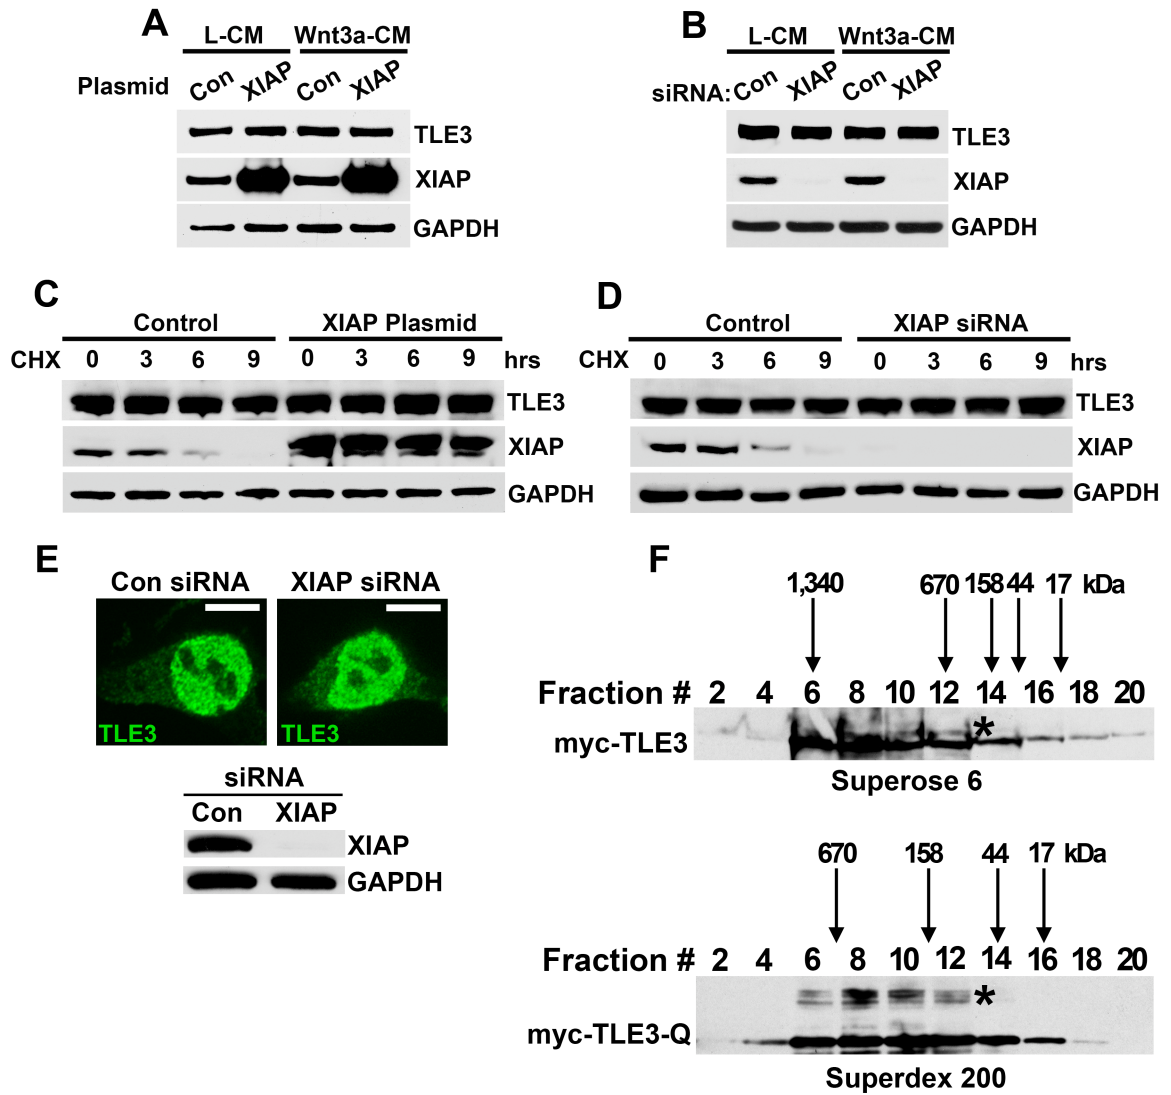 A
L-CM Wnt3a-CM
Plasmid Con XIAP Con XIAP
TLE3
XIAP
GAPDH
B
L-CM Wnt3a-CM
siRNA: Con XIAP Con XIAP
TLE3
XIAP
GAPDH
C
Control XIAP Plasmid
CHX 0 3 6 9 0 3 6 9 hrs
TLE3
XIAP
GAPDH
D
Control XIAP siRNA
CHX 0 3 6 9 0 3 6 9 hrs
TLE3
XIAP
GAPDH
E
Con siRNA XIAP siRNA
TLE3 TLE3
siRNA
Con XIAP
XIAP
GAPDH
F
1,340 670 158 44 17 kDa
Fraction # 2 4 6 8 10 12 14 16 18 20
*
myc-TLE3
Superose 6
670 158 44 17 kDa
Fraction # 2 4 6 8 10 12 14 16 18 20
*
myc-TLE3-Q
Superdex 200